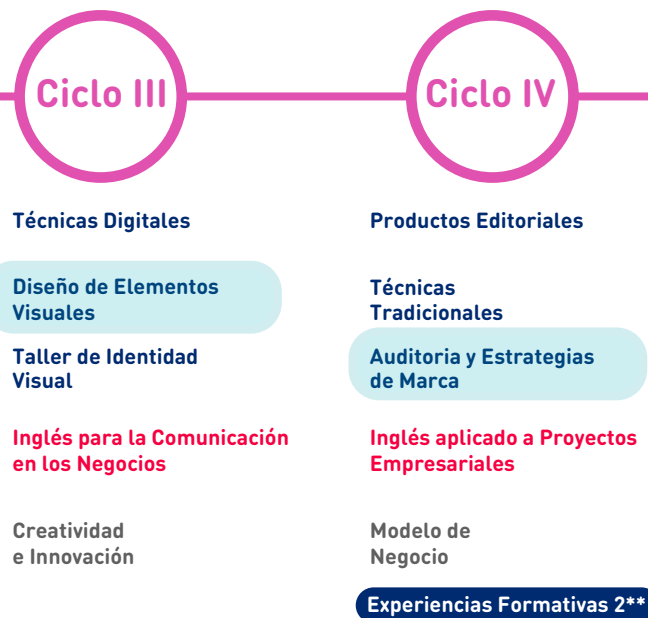 Ciclo III
Técnicas Digitales
Diseño de Elementos
Visuales
Taller de Identidad
Visual
Inglés para la Comunicación
en los Negocios
Creatividad
e Innovación
Ciclo IV
Productos Editoriales
Técnicas
Tradicionales
Auditoria y Estrategias
de Marca
Inglés aplicado a Proyectos
Empresariales
Modelo de
Negocio
Experiencias Formativas 2**